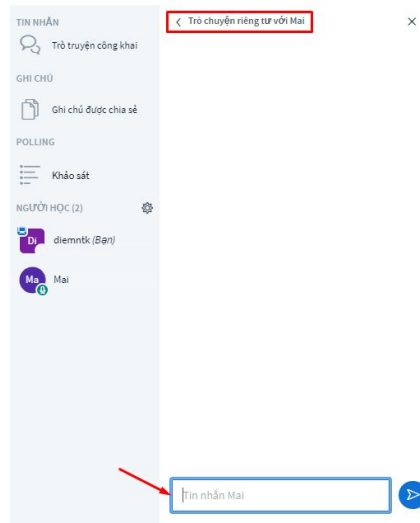 TIN NHẮN
Trò truyện công khai
GHI CHÚ
Ghi chú được chia sẻ
POLLING
Khảo sát
NGƯỜI HỌC (2)
Di
diemntk (Bạn)
Ma
Mai
Trò chuyện riêng tư với Mai
Tin nhắn Mai